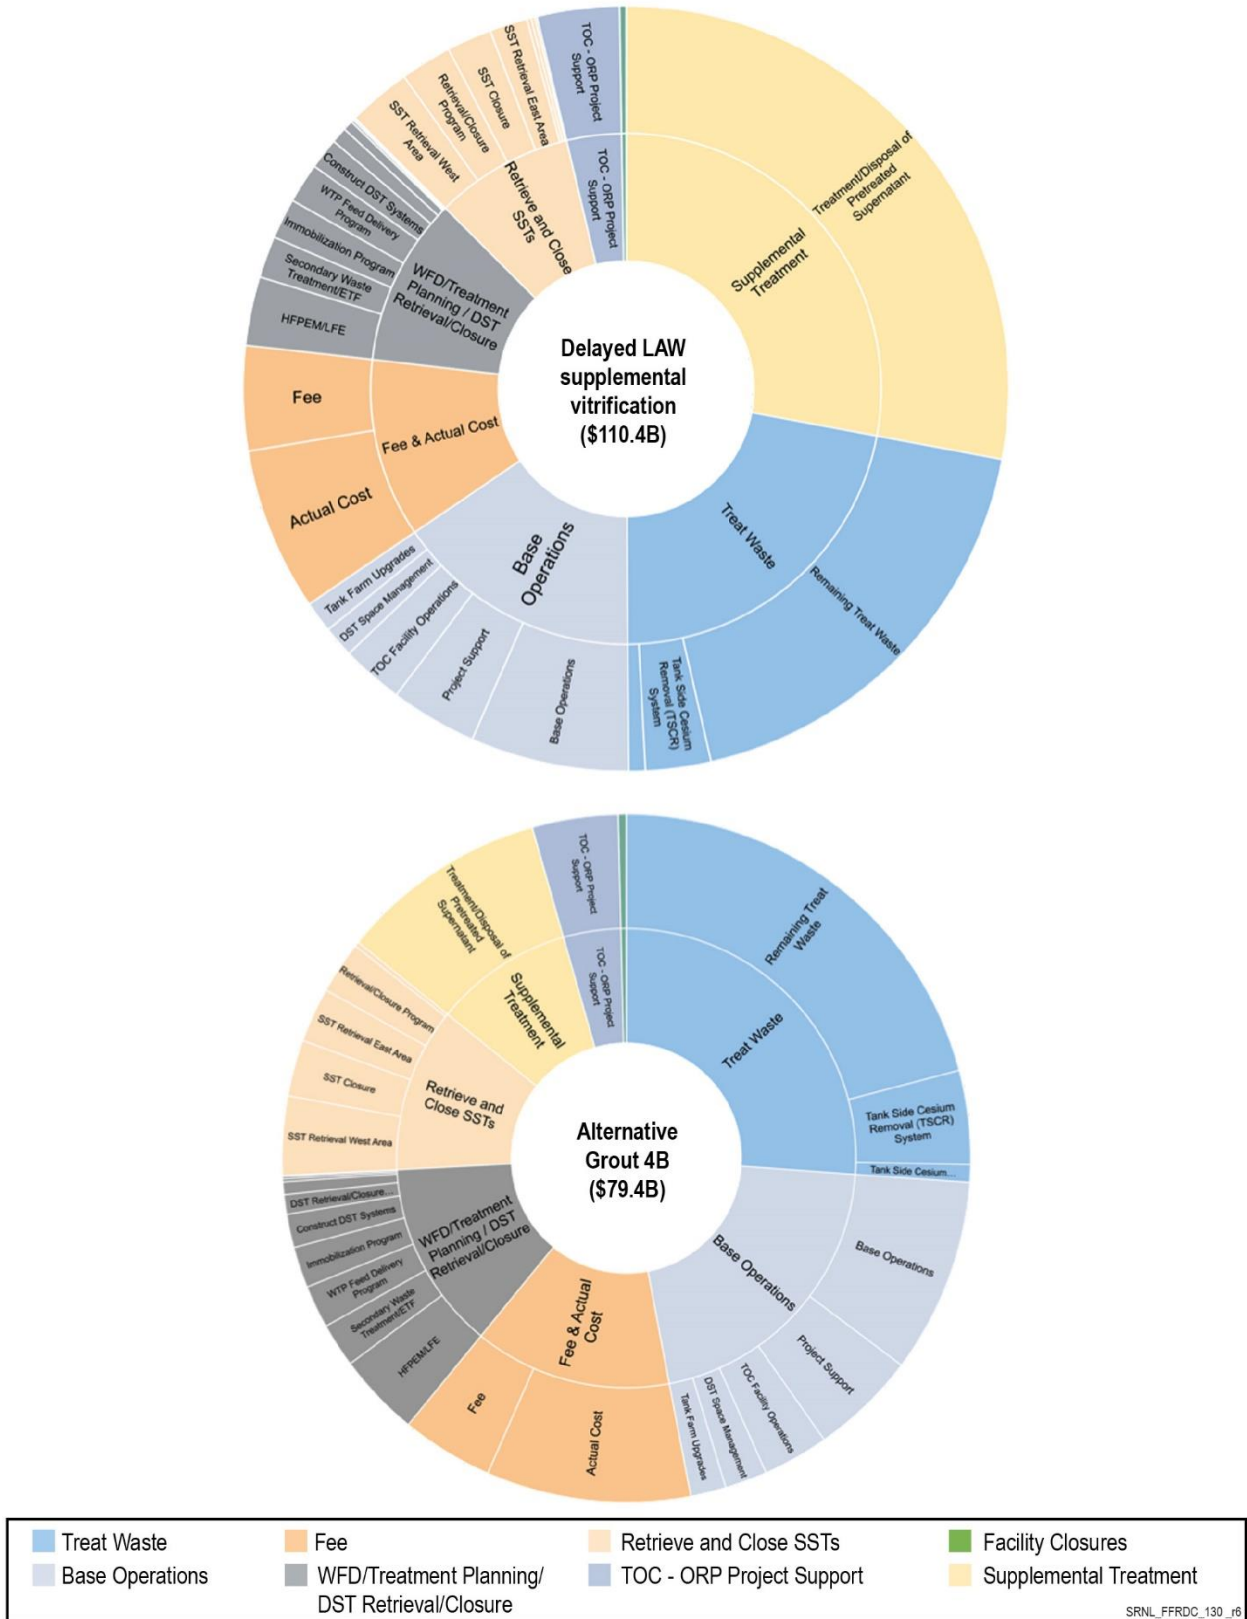 TOC - ORP Project
Support
TOC - ORP Project
Support
SST Retrieval East Area
SST Closure
Retrieval/Closure
Program
SST Retrieval West
Area
Retrieve and Close
SSTs
Construct DST Systems
WTP Feed Delivery
Program
Immobilization Program
Secondary Waste
Treatment/ETF
HFPEM/LFE
WFD/Treatment
Planning / DST
Retrieval/Closure
Fee
Actual Cost
Fee & Actual Cost
Tank Farm Upgrades
DST Space Management
TOC Facility Operations
Project Support
Base Operations
Base
Operations
Treatment/Disposal of
Pretreated
Supernatant
Supplemental
Treatment
Treat Waste
Remaining Treat Waste
Tank Side Cesium
Removal (TSCR)
System
Delayed LAW
supplemental
vitrification
($110.4B)
TOC - ORP Project
Support
TOC - ORP Project
Support
Treatment/Disposal of
Pretreated
Supernatant
Supplemental
Treatment
Retrieval/Closure Program
SST Retrieval East Area
SST Closure
SST Retrieval West Area
Retrieve and
Close SSTs
DST Retrieval/Closure...
Construct DST Systems
Immobilization Program
WTP Feed Delivery
Program
Secondary Waste
Treatment/ETF
HFPEM/LFE
WFD/Treatment
Planning / DST
Retrieval/Closure
Fee
Actual Cost
Fee & Actual
Cost
Tank Farm Upgrades
DST Space Management
TOC Facility Operations
Project Support
Base Operations
Base Operations
Remaining Treat
Waste
Treat Waste
Tank Side Cesium
Removal (TSCR)
System
Tank Side Cesium...
Alternative
Grout 4B
($79.4B)
Treat Waste
Fee
Retrieve and Close SSTs
Facility Closures
Base Operations
WFD/Treatment Planning/
DST Retrieval/Closure
TOC - ORP Project Support
Supplemental Treatment
SRNL_FFRDC_130_r6